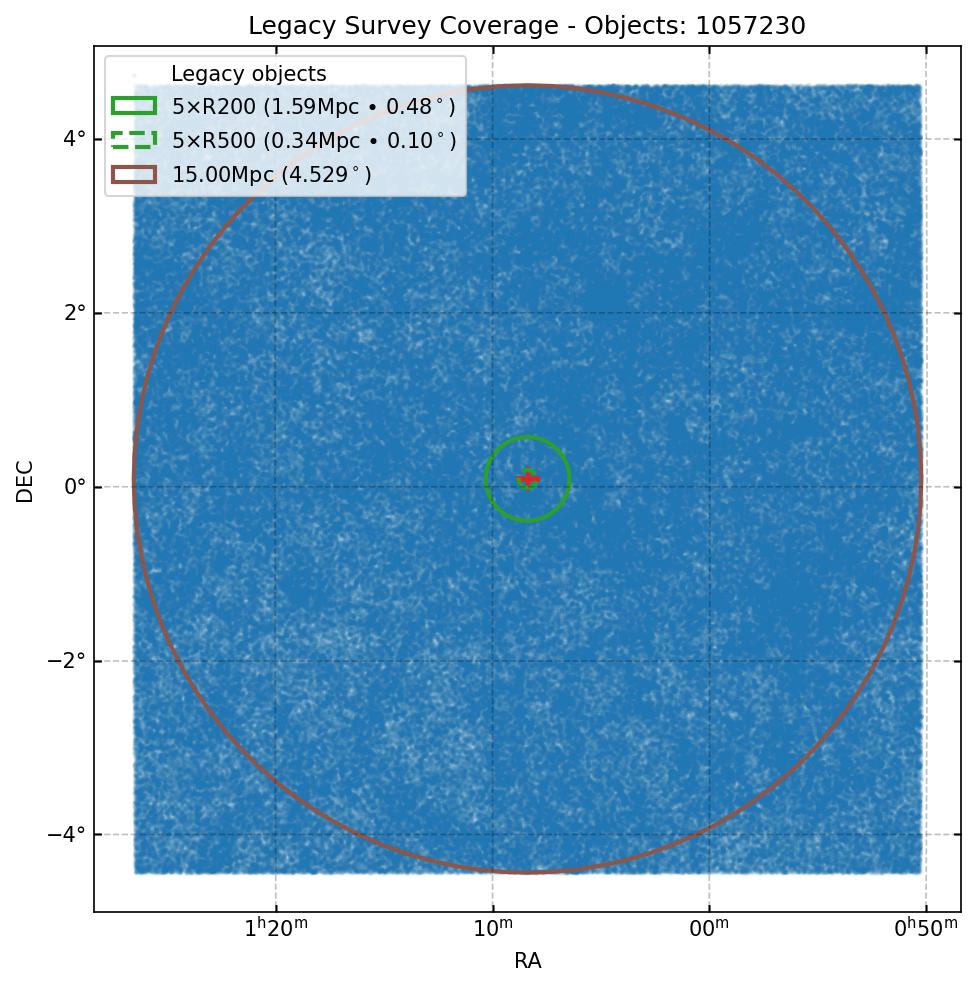 Legacy Survey Coverage - Objects: 1057230
Legacy objects
5×R200 (1.59Mpc • 0.48°)
5×R500 (0.34Mpc • 0.10°)
15.00Mpc (4.529°)
4°
2°
0°
−2°
−4°
DEC
1ʰ20ᵐ 10ᵐ 00ᵐ 0ʰ50ᵐ
RA